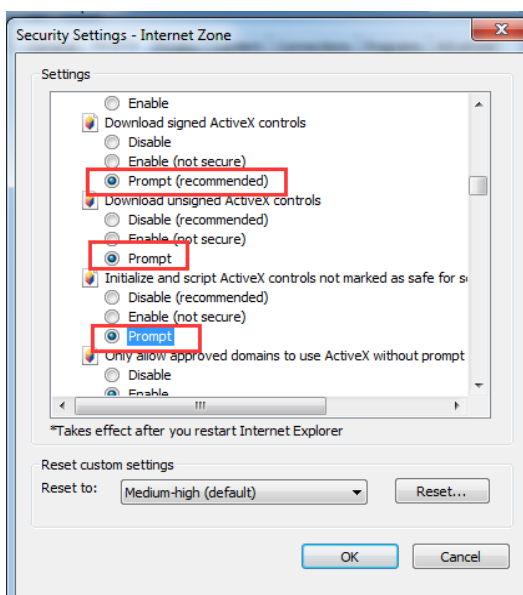 Security Settings - Internet Zone
Settings
Enable
Download signed ActiveX controls
Disable
Enable (not secure)
Prompt (recommended)
Download unsigned ActiveX controls
Disable (recommended)
Enable (not secure)
Prompt
Initialize and script ActiveX controls not marked as safe for s
Disable (recommended)
Enable (not secure)
Prompt
Only allow approved domains to use ActiveX without prompt
Disable
Enable
*Takes effect after you restart Internet Explorer
Reset custom settings
Reset to:
Medium-high (default)
Reset...
OK
Cancel